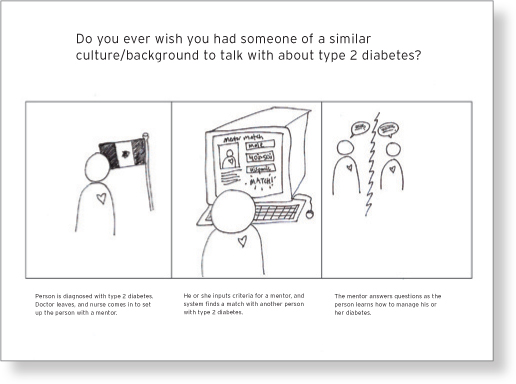 Do you ever wish you had someone of a similar
culture/background to talk with about type 2 diabetes?
mentor match
MALE
Hispanic
MATCH!
Person is diagnosed with type 2 diabetes.
Doctor leaves, and nurse comes in to set
up the person with a mentor.
He or she inputs criteria for a mentor, and
system finds a match with another person
with type 2 diabetes.
The mentor answers questions as the
person learns how to manage his or
her diabetes.